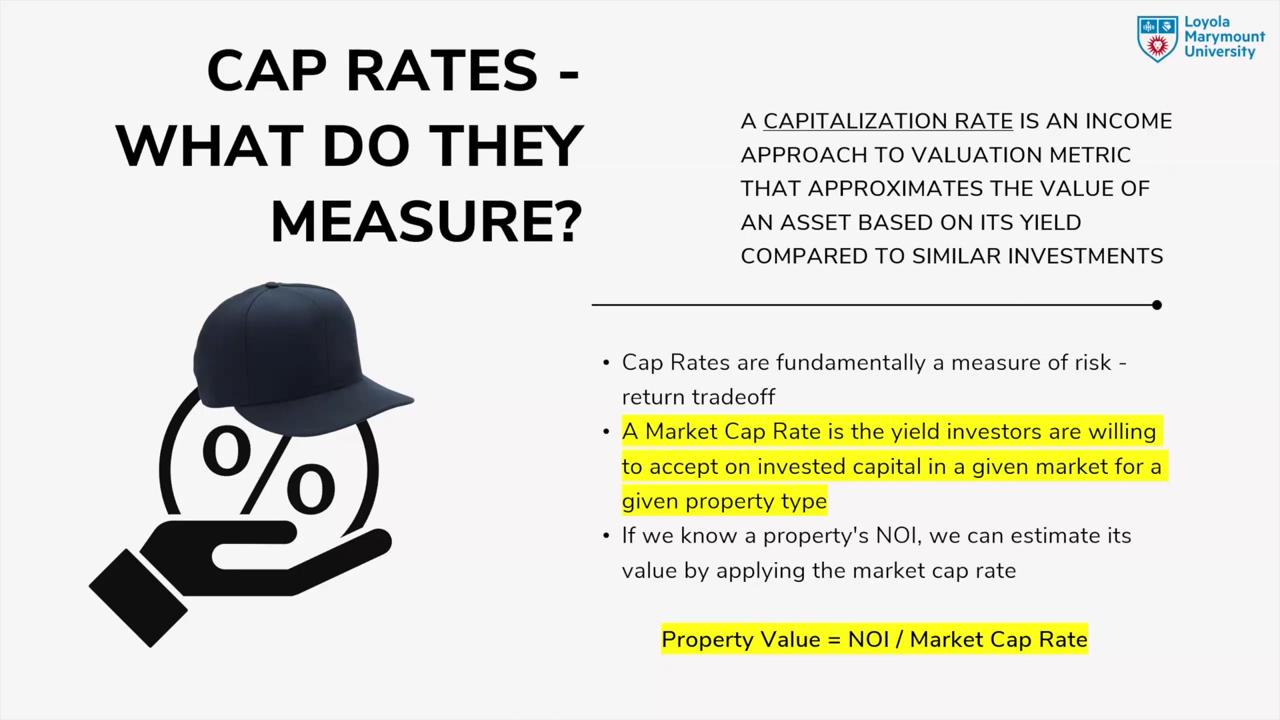 Loyola
Marymount
University
CAP RATES -
WHAT DO THEY
MEASURE?
A CAPITALIZATION RATE IS AN INCOME
APPROACH TO VALUATION METRIC
THAT APPROXIMATES THE VALUE OF
AN ASSET BASED ON ITS YIELD
COMPARED TO SIMILAR INVESTMENTS
%
• Cap Rates are fundamentally a measure of risk -
return tradeoff
• A Market Cap Rate is the yield investors are willing
to accept on invested capital in a given market for a
given property type
• If we know a property's NOI, we can estimate its
value by applying the market cap rate
Property Value = NOI / Market Cap Rate